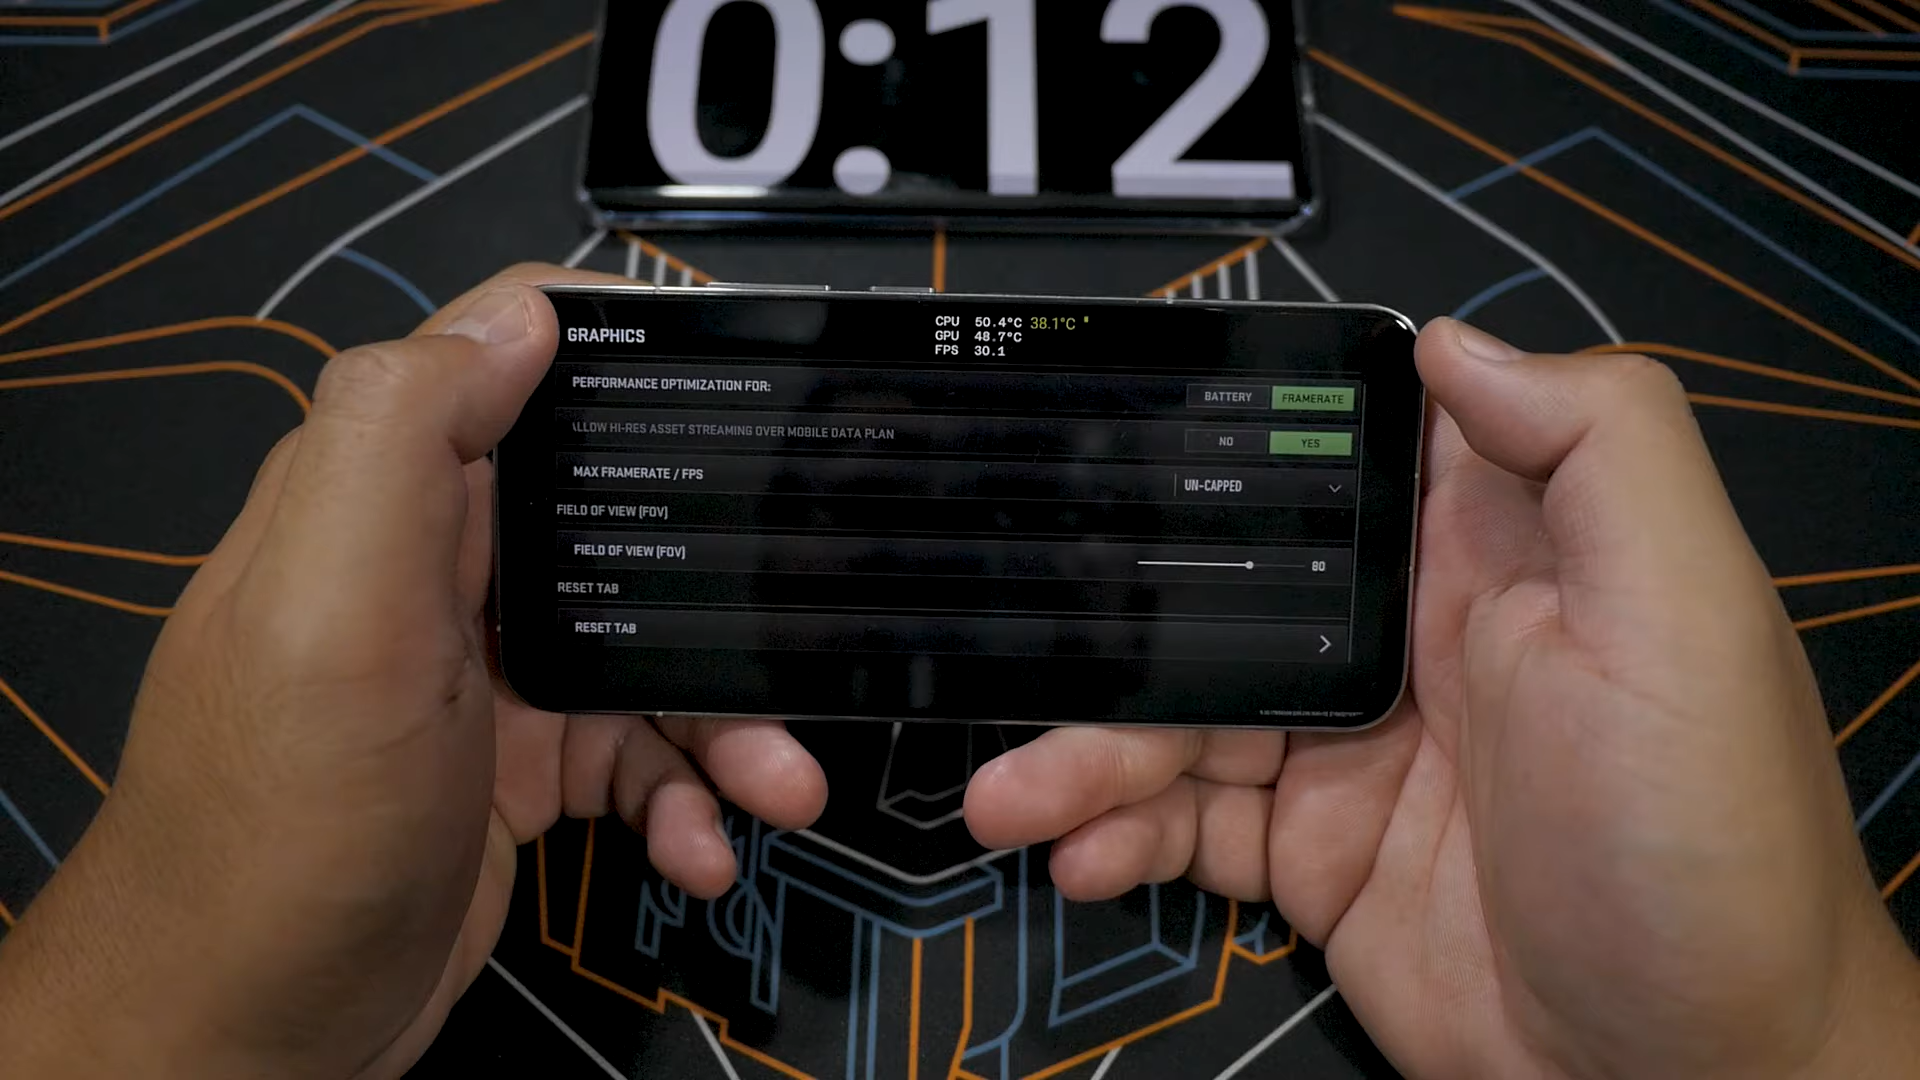 0:12
GRAPHICS
CPU 50.4°C 38.1°C
GPU 48.7°C
FPS 30.1
PERFORMANCE OPTIMIZATION FOR:
BATTERY FRAMERATE
LLOW HI-RES ASSET STREAMING OVER MOBILE DATA PLAN
NO YES
MAX FRAMERATE / FPS
UN-CAPPED
FIELD OF VIEW (FOV)
FIELD OF VIEW (FOV)
80
RESET TAB
RESET TAB